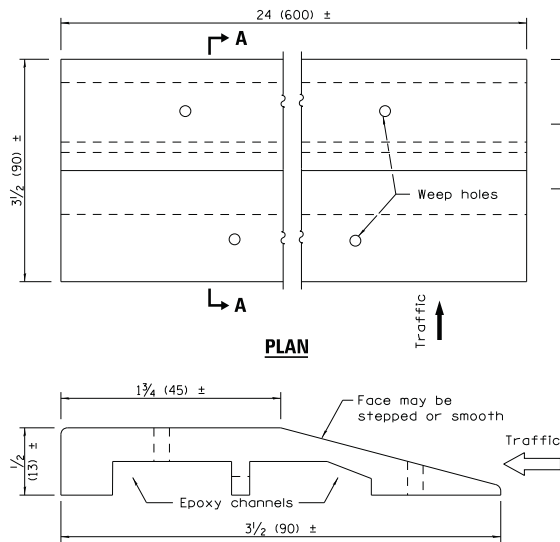 24 (600) ±
A
3½ (90) ±
Weep holes
A
Traffic
PLAN
1¾ (45) ±
Face may be
stepped or smooth
Traffic
½
(13) ±
Epoxy channels
3½ (90) ±